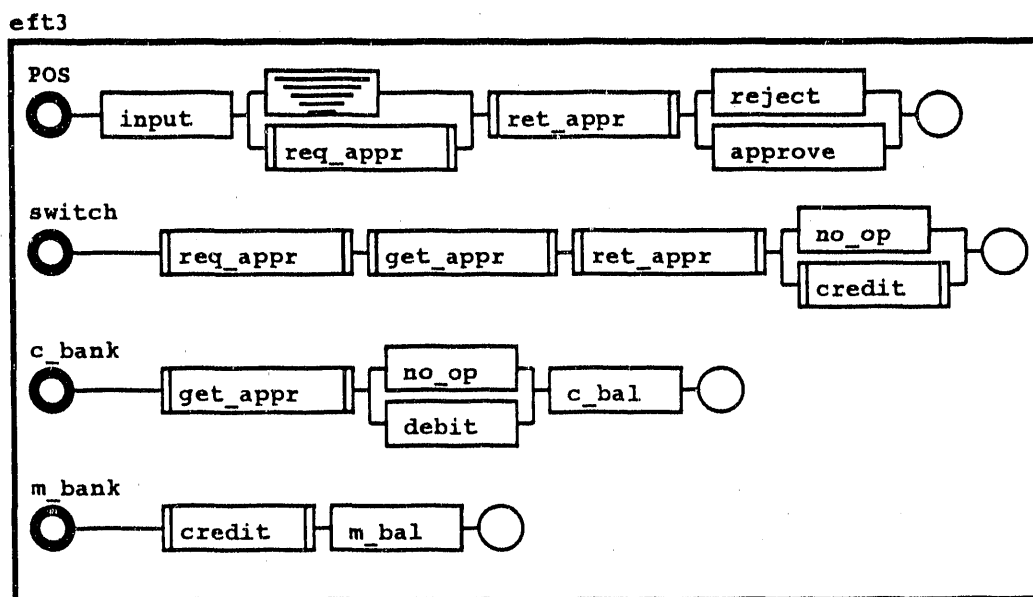 eft3
POS
input
req_appr
ret_appr
reject
approve
switch
req_appr
get_appr
ret_appr
no_op
credit
c_bank
get_appr
no_op
debit
c_bal
m_bank
credit
m_bal